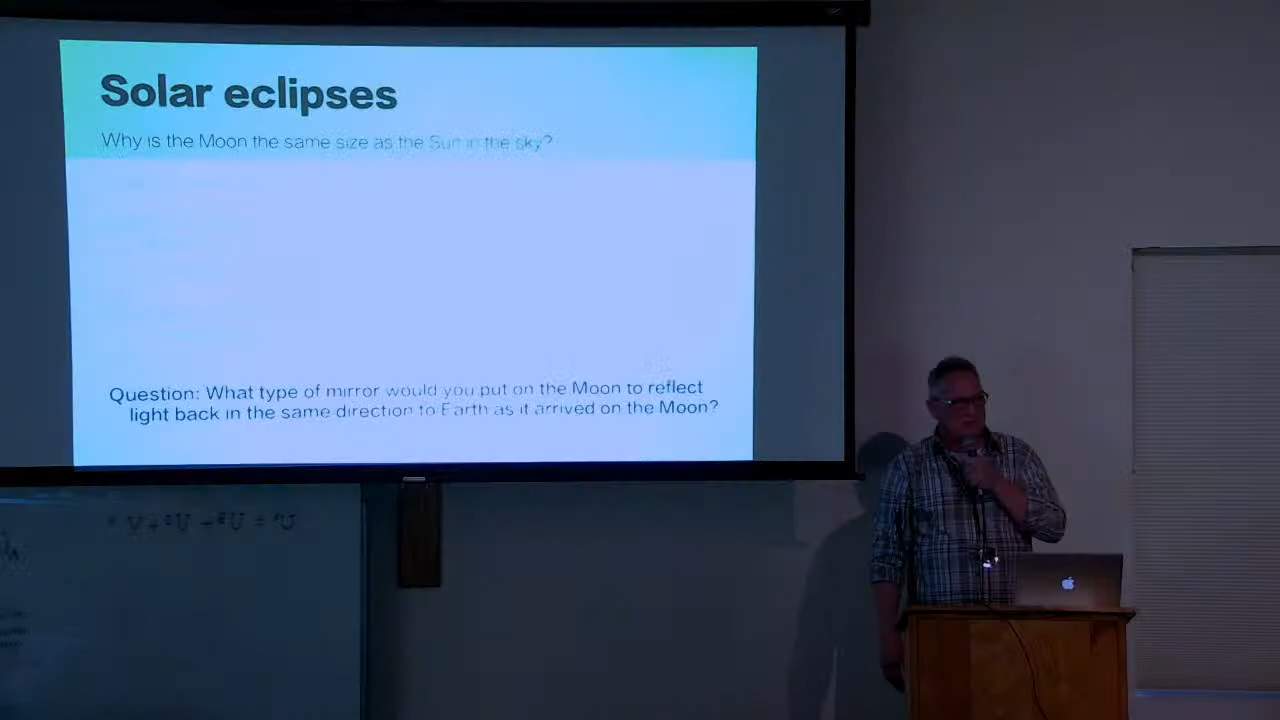 Solar eclipses
Why is the Moon the same size as the Sun in the sky?
Question: What type of mirror would you put on the Moon to reflect
light back in the same direction to Earth as it arrived on the Moon?